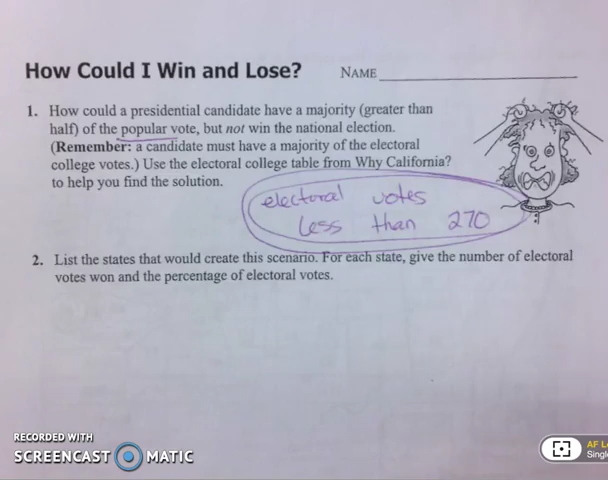 How Could I Win and Lose? NAME
1. How could a presidential candidate have a majority (greater than
half) of the popular vote, but not win the national election.
(Remember: a candidate must have a majority of the electoral
college votes.) Use the electoral college table from Why California?
to help you find the solution.
electoral votes
less than 270
2. List the states that would create this scenario. For each state, give the number of electoral
votes won and the percentage of electoral votes.
RECORDED WITH
SCREENCAST MATIC
AF
Single